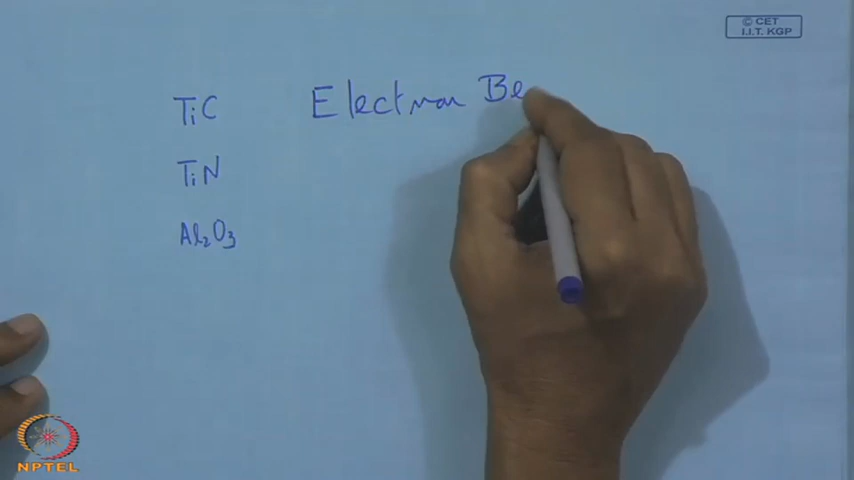 © CET
I.I.T. KGP
TiC Electron Be
TiN
Al₂O₃
NPTEL